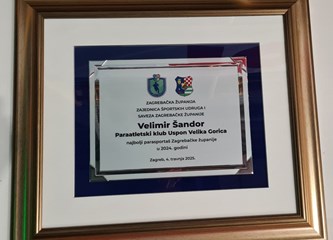 ZAGREBAČKA ŽUPANIJA
ZAJEDNICA ŠPORTSKIH UDRUGA I
SAVEZA ZAGREBAČKE ŽUPANIJE
Velimir Šandor
Paraatletski klub Uspon Velika Gorica
najbolji parasportaš Zagrebačke županije
u 2024. godini
Zagreb, 4. travnja 2025.